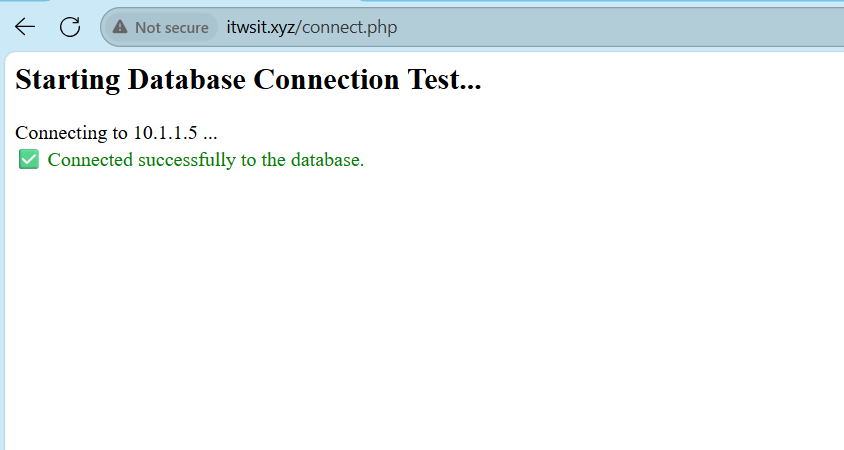 Not secure itwsit.xyz/connect.php
Starting Database Connection Test...
Connecting to 10.1.1.5 ...
✅ Connected successfully to the database.